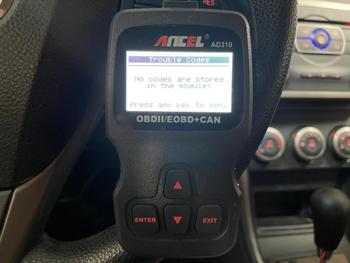 RES
ANCEL
AD310
Trouble Codes
No codes are stored
in the module!
Press any key to con.
OBDII/EOBD+CAN
ENTER
EXIT